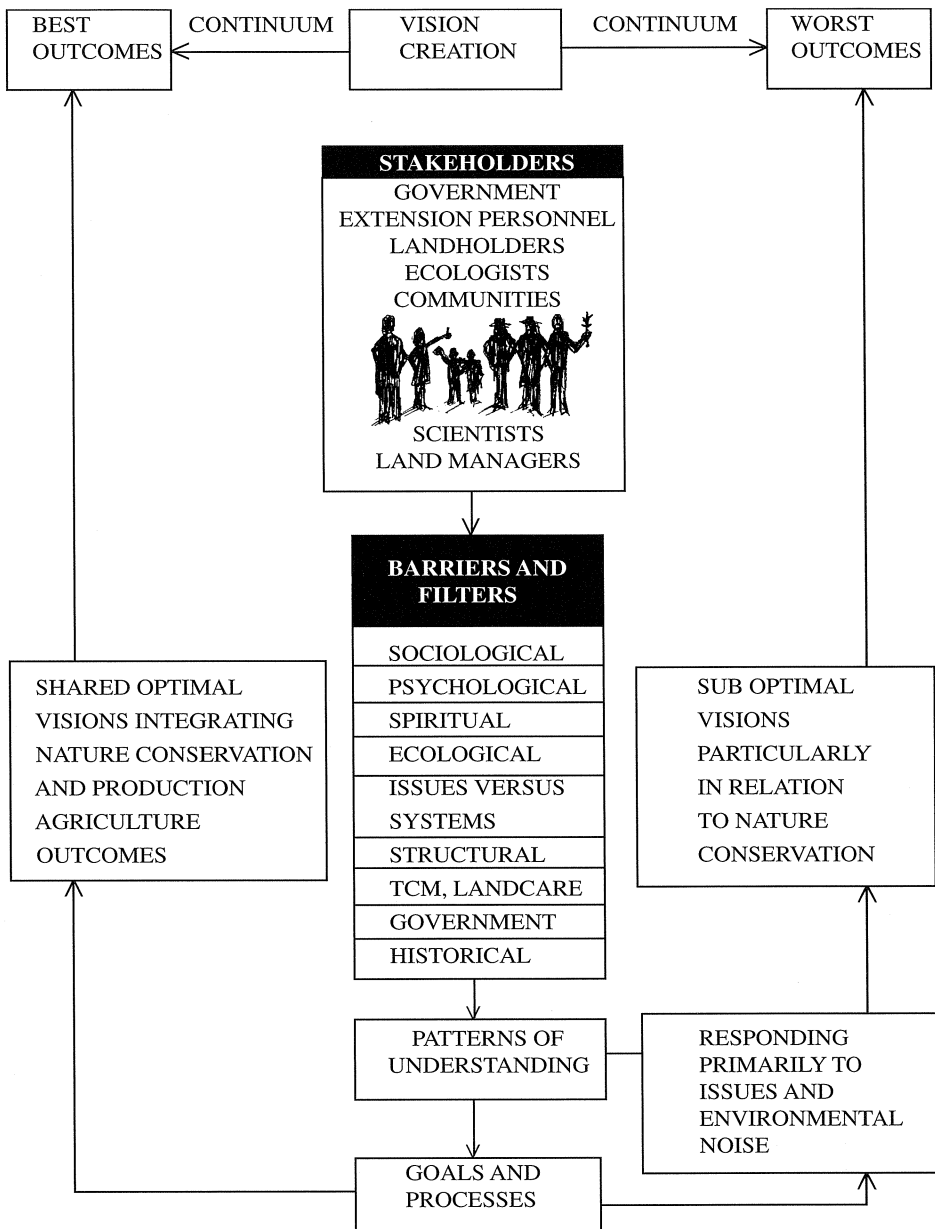 BEST
OUTCOMES
CONTINUUM
VISION
CREATION
CONTINUUM
WORST
OUTCOMES
STAKEHOLDERS
GOVERNMENT
EXTENSION PERSONNEL
LANDHOLDERS
ECOLOGISTS
COMMUNITIES
SCIENTISTS
LAND MANAGERS
BARRIERS AND
FILTERS
SOCIOLOGICAL
PSYCHOLOGICAL
SPIRITUAL
ECOLOGICAL
ISSUES VERSUS
SYSTEMS
STRUCTURAL
TCM, LANDCARE
GOVERNMENT
HISTORICAL
SHARED OPTIMAL
VISIONS INTEGRATING
NATURE CONSERVATION
AND PRODUCTION
AGRICULTURE
OUTCOMES
SUB OPTIMAL
VISIONS
PARTICULARLY
IN RELATION
TO NATURE
CONSERVATION
PATTERNS OF
UNDERSTANDING
RESPONDING
PRIMARILY TO
ISSUES AND
ENVIRONMENTAL
NOISE
GOALS AND
PROCESSES